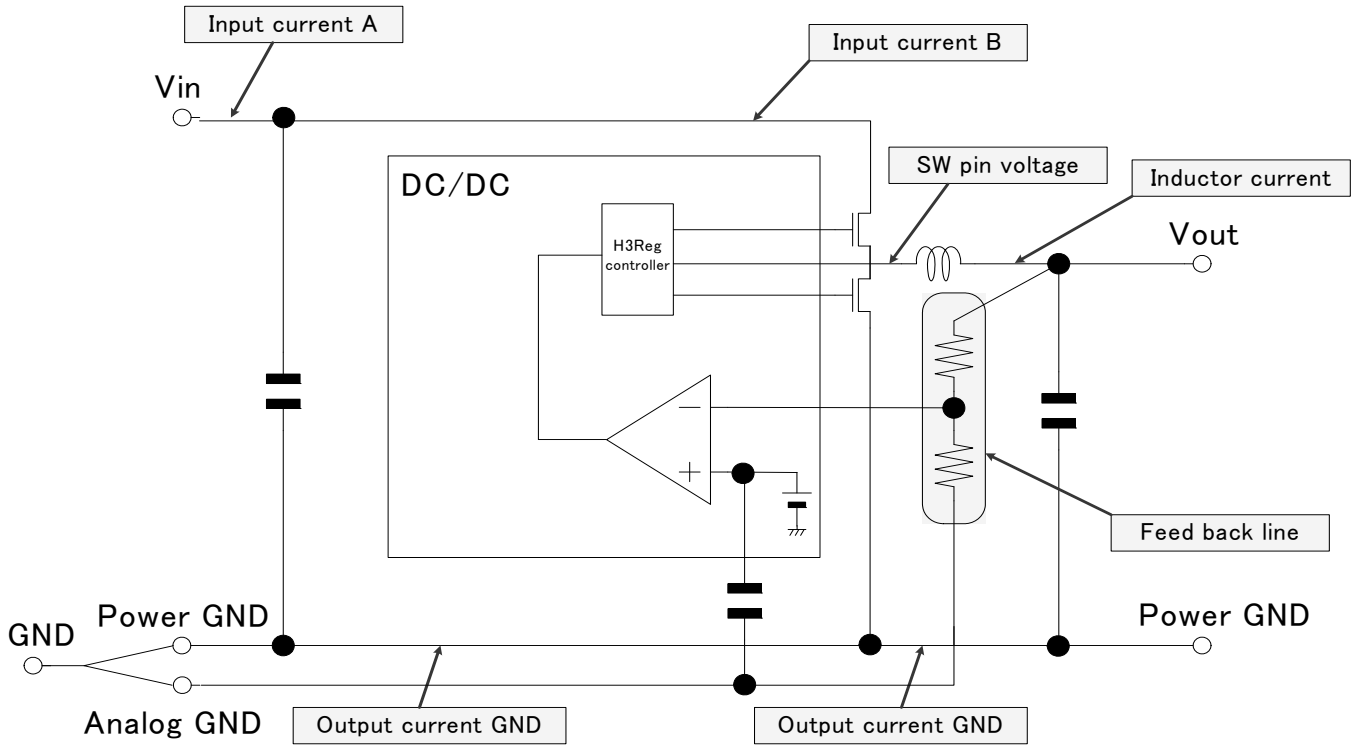 Input current A
Input current B
Vin
SW pin voltage
DC/DC
Inductor current
H3Reg
controller
Vout
−
+
Feed back line
Power GND
Power GND
GND
Analog GND
Output current GND
Output current GND